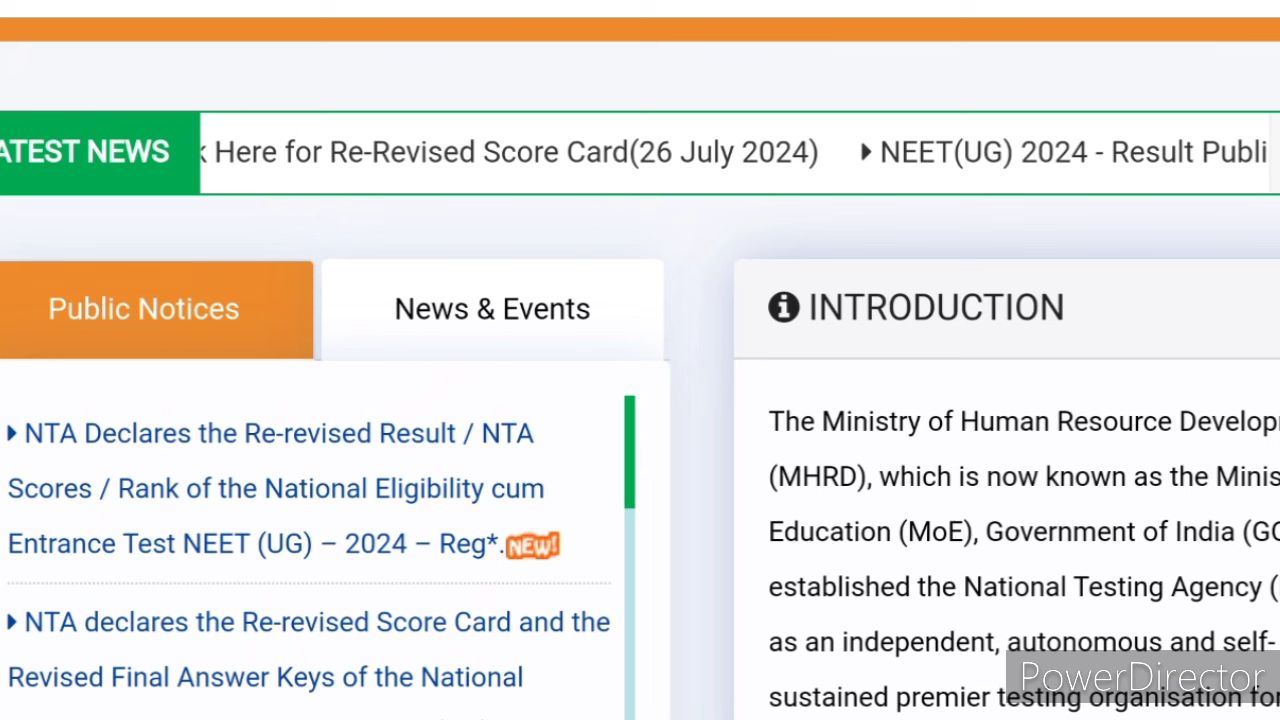 ATEST NEWS
Here for Re-Revised Score Card(26 July 2024) NEET(UG) 2024 - Result Publi
Public Notices
News & Events
INTRODUCTION
NTA Declares the Re-revised Result / NTA
Scores / Rank of the National Eligibility cum
Entrance Test NEET (UG) – 2024 – Reg*. NEW!
NTA declares the Re-revised Score Card and the
Revised Final Answer Keys of the National
The Ministry of Human Resource Develop
(MHRD), which is now known as the Minis
Education (MoE), Government of India (GO
established the National Testing Agency (
as an independent, autonomous and self-
sustained premier testing organisation for
PowerDirector